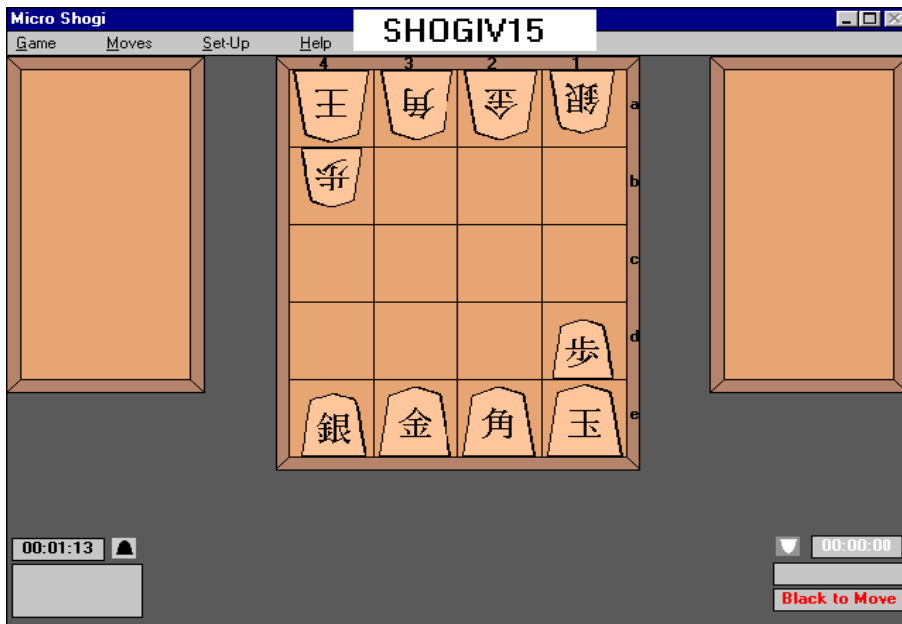 Micro Shogi
SHOGIV15
Game Moves Set-Up Help
4 3 2 1
王 角 金 銀 a
歩 b
c
歩 d
銀 金 角 玉 e
00:01:13 00:00:00
Black to Move